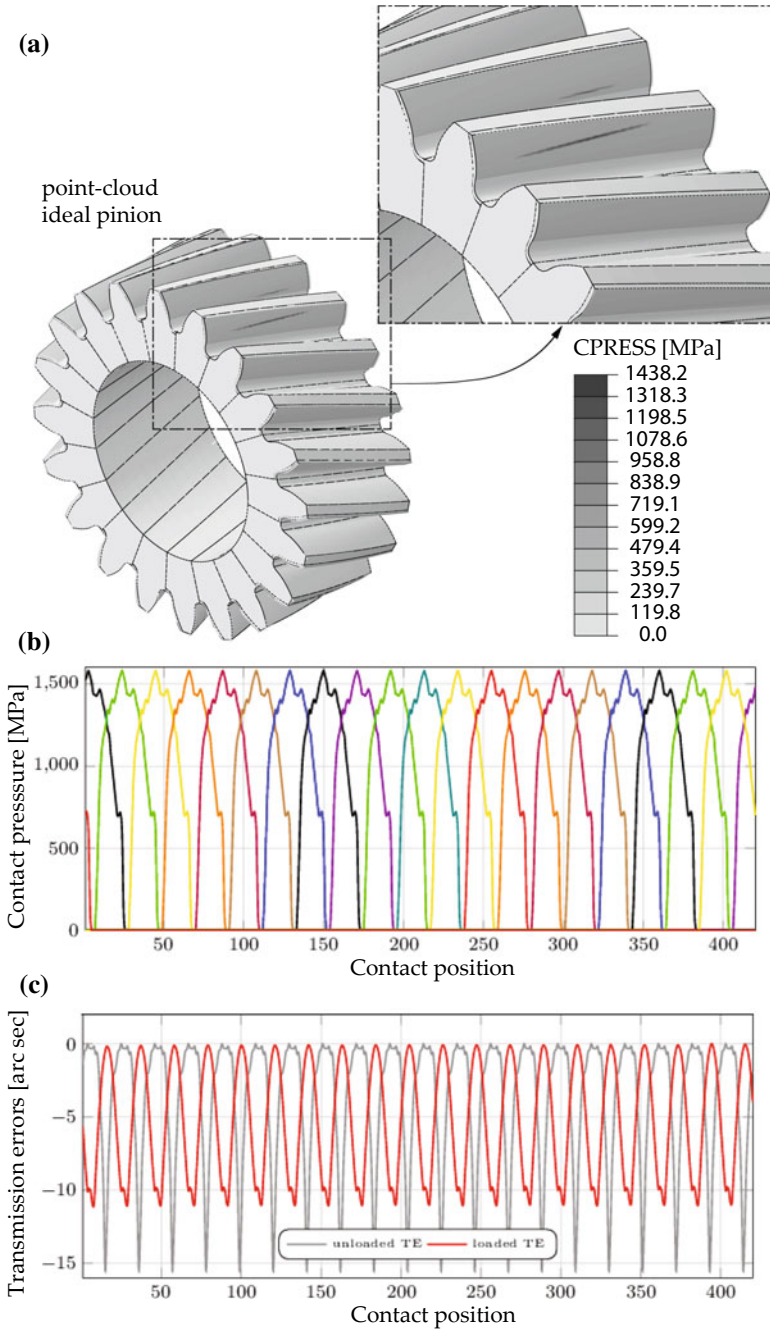 (a)
point-cloud
ideal pinion
CPRESS [MPa]
1438.2
1318.3
1198.5
1078.6
958.8
838.9
719.1
599.2
479.4
359.5
239.7
119.8
0.0
(b)
Contact presssure [MPa]
1,500
1,000
500
0
50 100 150 200 250 300 350 400
Contact position
(c)
Transmission errors [arc sec]
0
−5
−10
−15
unloaded TE loaded TE
50 100 150 200 250 300 350 400
Contact position